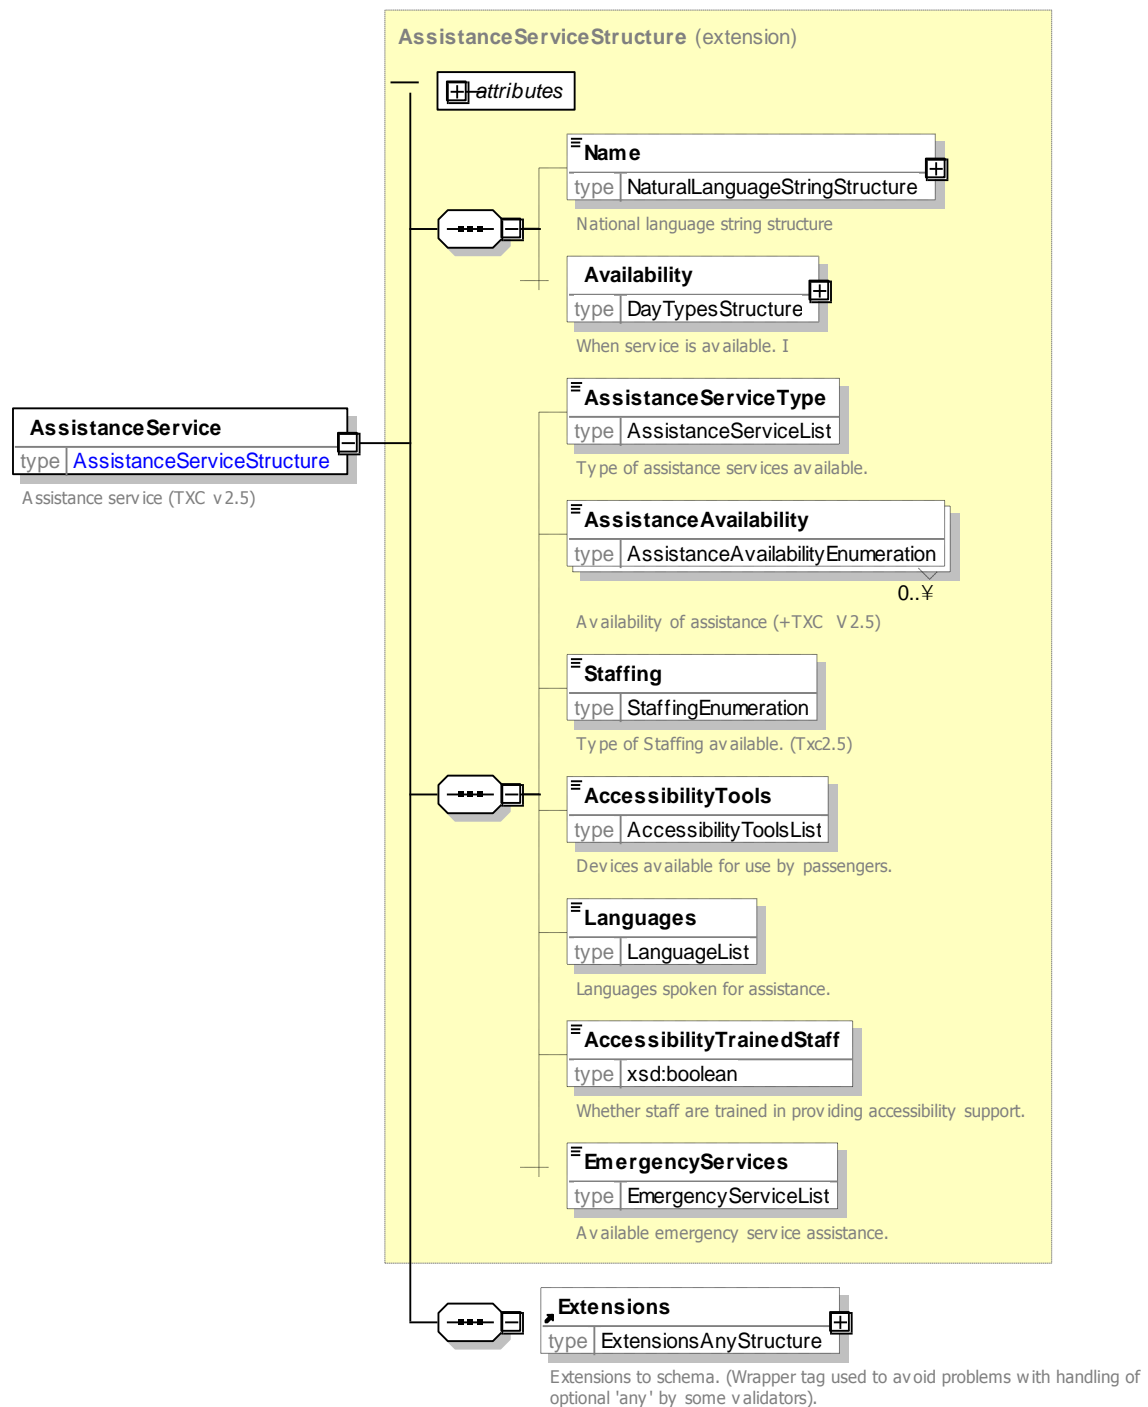 AssistanceServiceStructure (extension)
attributes
Name
type NaturalLanguageStringStructure
National language string structure
Availability
type DayTypesStructure
When service is available. I
AssistanceServiceType
type AssistanceServiceList
Type of assistance services available.
AssistanceService
type AssistanceServiceStructure
Assistance service (TXC v2.5)
AssistanceAvailability
type AssistanceAvailabilityEnumeration
0..¥
Availability of assistance (+TXC V2.5)
Staffing
type StaffingEnumeration
Type of Staffing available. (Txc2.5)
AccessibilityTools
type AccessibilityToolsList
Devices available for use by passengers.
Languages
type LanguageList
Languages spoken for assistance.
AccessibilityTrainedStaff
type xsd:boolean
Whether staff are trained in providing accessibility support.
EmergencyServices
type EmergencyServiceList
Available emergency service assistance.
Extensions
type ExtensionsAnyStructure
Extensions to schema. (Wrapper tag used to avoid problems with handling of
optional 'any' by some validators).